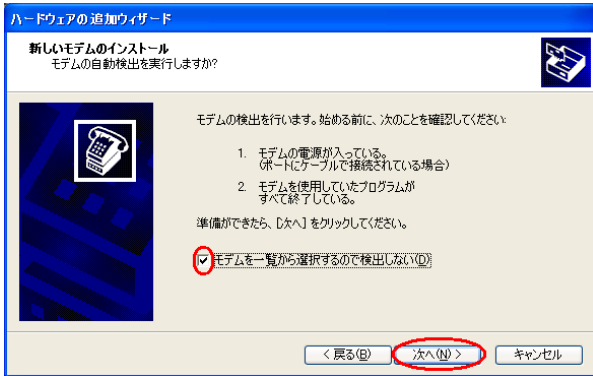 ハードウェアの追加ウィザード
新しいモデムのインストール
モデムの自動検出を実行しますか?
モデムの検出を行います。始める前に、次のことを確認してください:
1. モデムの電源が入っている。
(ポートにケーブルで接続されている場合)
2. モデムを使用していたプログラムが
すべて終了している。
準備ができたら、[次へ] をクリックしてください。
モデムを一覧から選択するので検出しない(D)
< 戻る(B) 次へ(N) > キャンセル